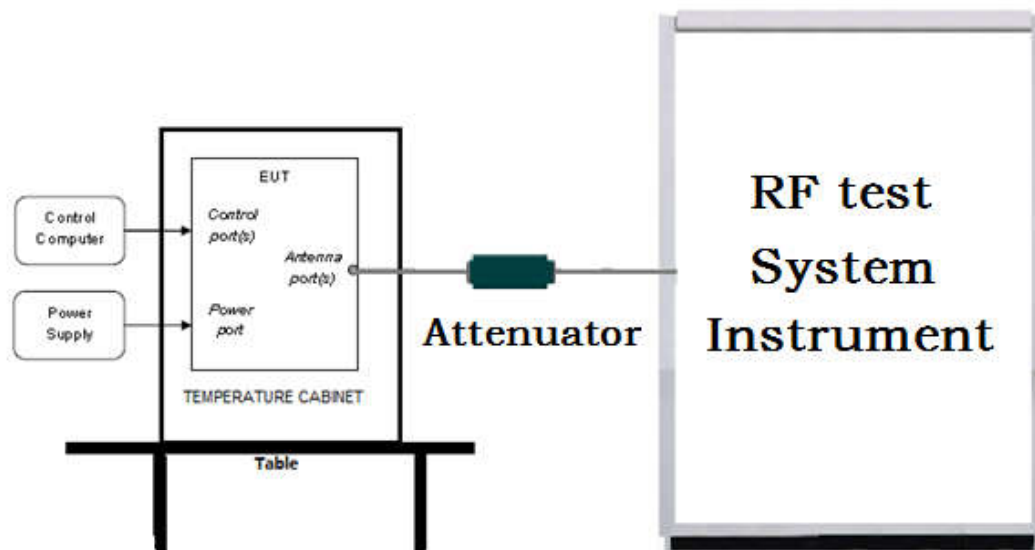 EUT
Control
Computer
Control
port(s)
Antenna
port(s)
Power
Supply
Power
port
TEMPERATURE CABINET
Table
Attenuator
RF test
System
Instrument